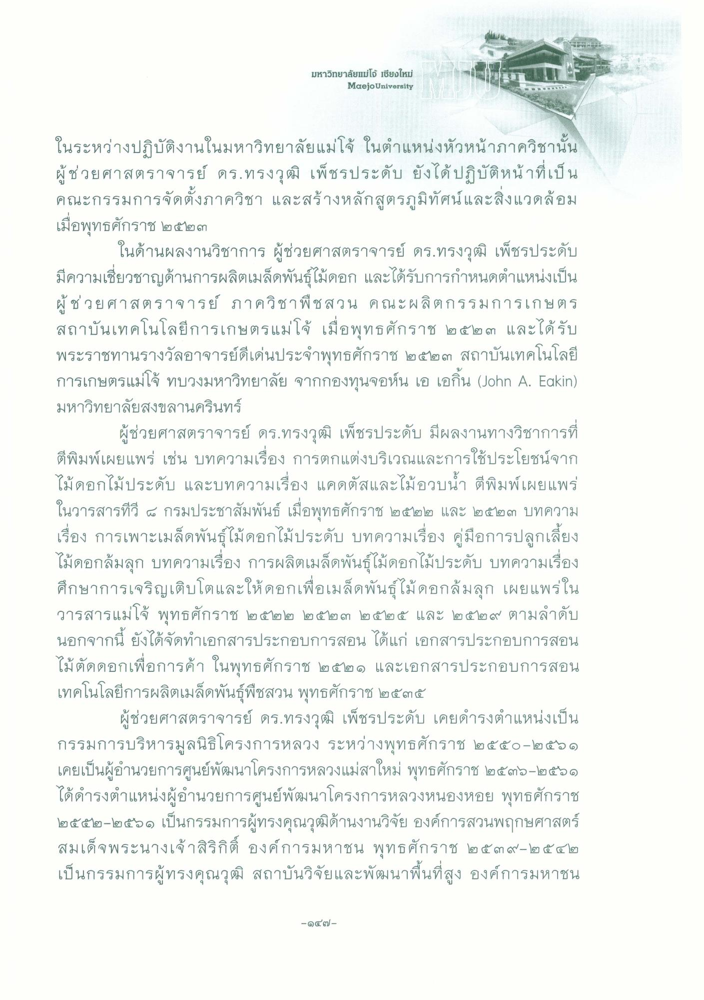 มหาวิทยาลัยแม่โจ้ เชียงใหม่
Maejo University
MJU
ในระหว่างปฏิบัติงานในมหาวิทยาลัยแม่โจ้ ในตำแหน่งหัวหน้าภาควิชานั้น
ผู้ช่วยศาสตราจารย์ ดร.ทรงวุฒิ เพ็ชรประดับ ยังได้ปฏิบัติหน้าที่เป็น
คณะกรรมการจัดตั้งภาควิชา และสร้างหลักสูตรภูมิทัศน์และสิ่งแวดล้อม
เมื่อพุทธศักราช ๒๕๒๓
ในด้านผลงานวิชาการ ผู้ช่วยศาสตราจารย์ ดร.ทรงวุฒิ เพ็ชรประดับ
มีความเชี่ยวชาญด้านการผลิตเมล็ดพันธุ์ไม้ดอก และได้รับการกำหนดตำแหน่งเป็น
ผู้ช่วยศาสตราจารย์ ภาควิชาพืชสวน คณะผลิตกรรมการเกษตร
สถาบันเทคโนโลยีการเกษตรแม่โจ้ เมื่อพุทธศักราช ๒๕๒๓ และได้รับ
พระราชทานรางวัลอาจารย์ดีเด่นประจำพุทธศักราช ๒๕๒๓ สถาบันเทคโนโลยี
การเกษตรแม่โจ้ ทบวงมหาวิทยาลัย จากกองทุนจอห์น เอ เอกิ้น (John A. Eakin)
มหาวิทยาลัยสงขลานครินทร์
ผู้ช่วยศาสตราจารย์ ดร.ทรงวุฒิ เพ็ชรประดับ มีผลงานทางวิชาการที่
ตีพิมพ์เผยแพร่ เช่น บทความเรื่อง การตกแต่งบริเวณและการใช้ประโยชน์จาก
ไม้ดอกไม้ประดับ และบทความเรื่อง แคดตัสและไม้อวบน้ำ ตีพิมพ์เผยแพร่
ในวารสารทีวี ๘ กรมประชาสัมพันธ์ เมื่อพุทธศักราช ๒๕๒๒ และ ๒๕๒๓ บทความ
เรื่อง การเพาะเมล็ดพันธุ์ไม้ดอกไม้ประดับ บทความเรื่อง คู่มือการปลูกเลี้ยง
ไม้ดอกล้มลุก บทความเรื่อง การผลิตเมล็ดพันธุ์ไม้ดอกไม้ประดับ บทความเรื่อง
ศึกษาการเจริญเติบโตและให้ดอกเพื่อเมล็ดพันธุ์ไม้ดอกล้มลุก เผยแพร่ใน
วารสารแม่โจ้ พุทธศักราช ๒๕๒๒ ๒๕๒๓ ๒๕๒๕ และ ๒๕๒๙ ตามลำดับ
นอกจากนี้ ยังได้จัดทำเอกสารประกอบการสอน ได้แก่ เอกสารประกอบการสอน
ไม้ตัดดอกเพื่อการค้า ในพุทธศักราช ๒๕๒๑ และเอกสารประกอบการสอน
เทคโนโลยีการผลิตเมล็ดพันธุ์พืชสวน พุทธศักราช ๒๕๓๕
ผู้ช่วยศาสตราจารย์ ดร.ทรงวุฒิ เพ็ชรประดับ เคยดำรงตำแหน่งเป็น
กรรมการบริหารมูลนิธิโครงการหลวง ระหว่างพุทธศักราช ๒๕๕๐-๒๕๖๑
เคยเป็นผู้อำนวยการศูนย์พัฒนาโครงการหลวงแม่สาใหม่ พุทธศักราช ๒๕๓๖-๒๕๖๑
ได้ดำรงตำแหน่งผู้อำนวยการศูนย์พัฒนาโครงการหลวงหนองหอย พุทธศักราช
๒๕๕๒-๒๕๖๑ เป็นกรรมการผู้ทรงคุณวุฒิด้านงานวิจัย องค์การสวนพฤกษศาสตร์
สมเด็จพระนางเจ้าสิริกิติ์ องค์การมหาชน พุทธศักราช ๒๕๓๙-๒๕๔๒
เป็นกรรมการผู้ทรงคุณวุฒิ สถาบันวิจัยและพัฒนาพื้นที่สูง องค์การมหาชน
-๑๔๗-